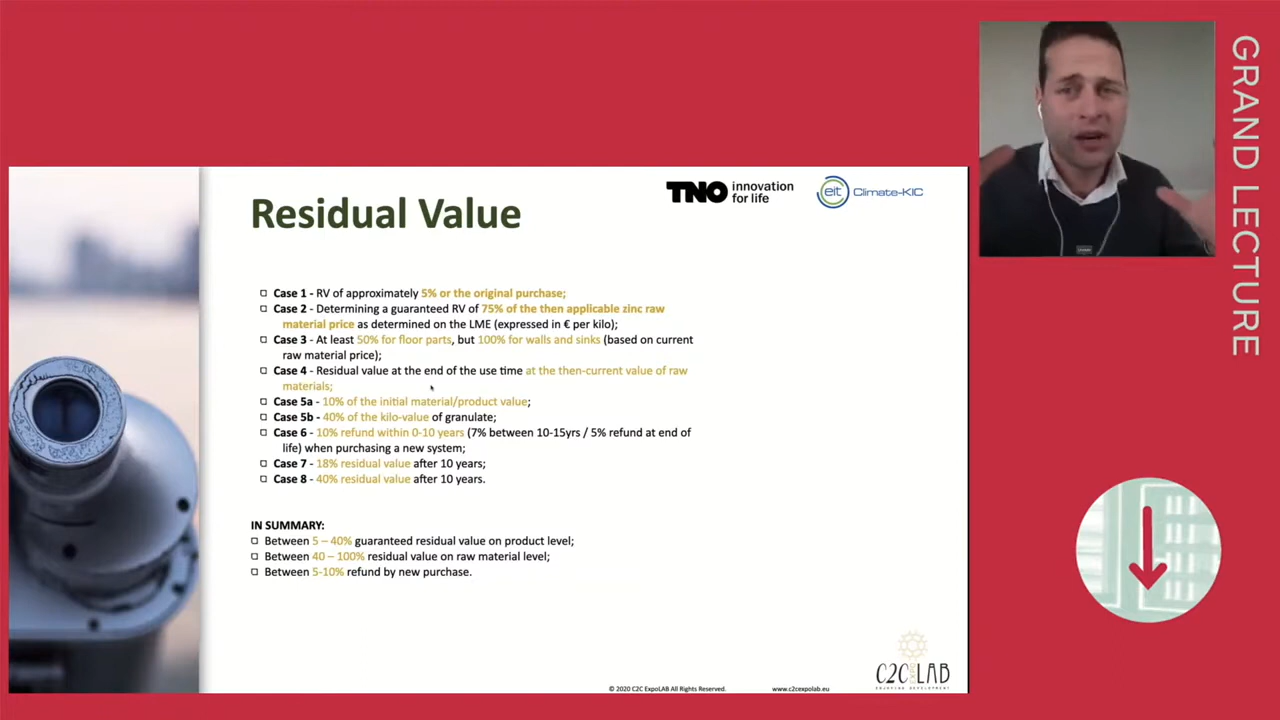 GRAND LECTURE
TNO innovation
for life
eit Climate-KIC
Residual Value
Case 1 - RV of approximately 5% or the original purchase;
Case 2 - Determining a guaranteed RV of 75% of the then applicable zinc raw
material price as determined on the LME (expressed in € per kilo);
Case 3 - At least 50% for floor parts, but 100% for walls and sinks (based on current
raw material price);
Case 4 - Residual value at the end of the use time at the then-current value of raw
materials;
Case 5a - 10% of the initial material/product value;
Case 5b - 40% of the kilo-value of granulate;
Case 6 - 10% refund within 0-10 years (7% between 10-15yrs / 5% refund at end of
life) when purchasing a new system;
Case 7 - 18% residual value after 10 years;
Case 8 - 40% residual value after 10 years.
IN SUMMARY:
Between 5 – 40% guaranteed residual value on product level;
Between 40 – 100% residual value on raw material level;
Between 5-10% refund by new purchase.
C2C EXPO LAB
© 2020 C2C ExpoLAB All Rights Reserved. www.c2cexpolab.eu